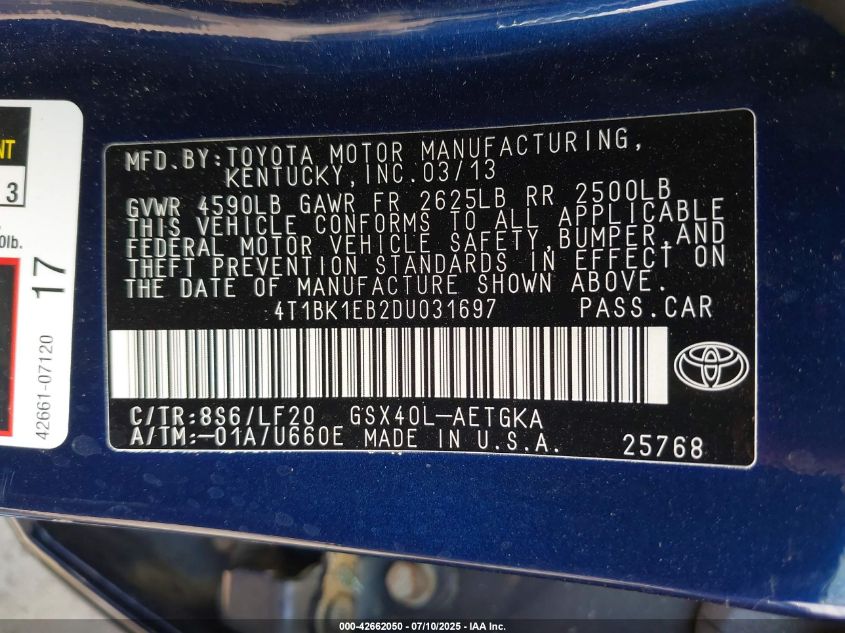 NT
3
0lb.
17
42661-07120
MFD.BY:TOYOTA MOTOR MANUFACTURING,
KENTUCKY,INC.03/13
GVWR 4590LB GAWR FR 2625LB RR 2500LB
THIS VEHICLE CONFORMS TO ALL APPLICABLE
FEDERAL MOTOR VEHICLE SAFETY,BUMPER,AND
THEFT PREVENTION STANDARDS IN EFFECT ON
THE DATE OF MANUFACTURE SHOWN ABOVE.
4T1BK1EB2DU031697 PASS.CAR
C/TR:8S6/LF20 GSX40L-AETGKA
A/TM:-01A/U660E MADE IN U.S.A. 25768
000-42662050 - 07/10/2025 - IAA Inc.